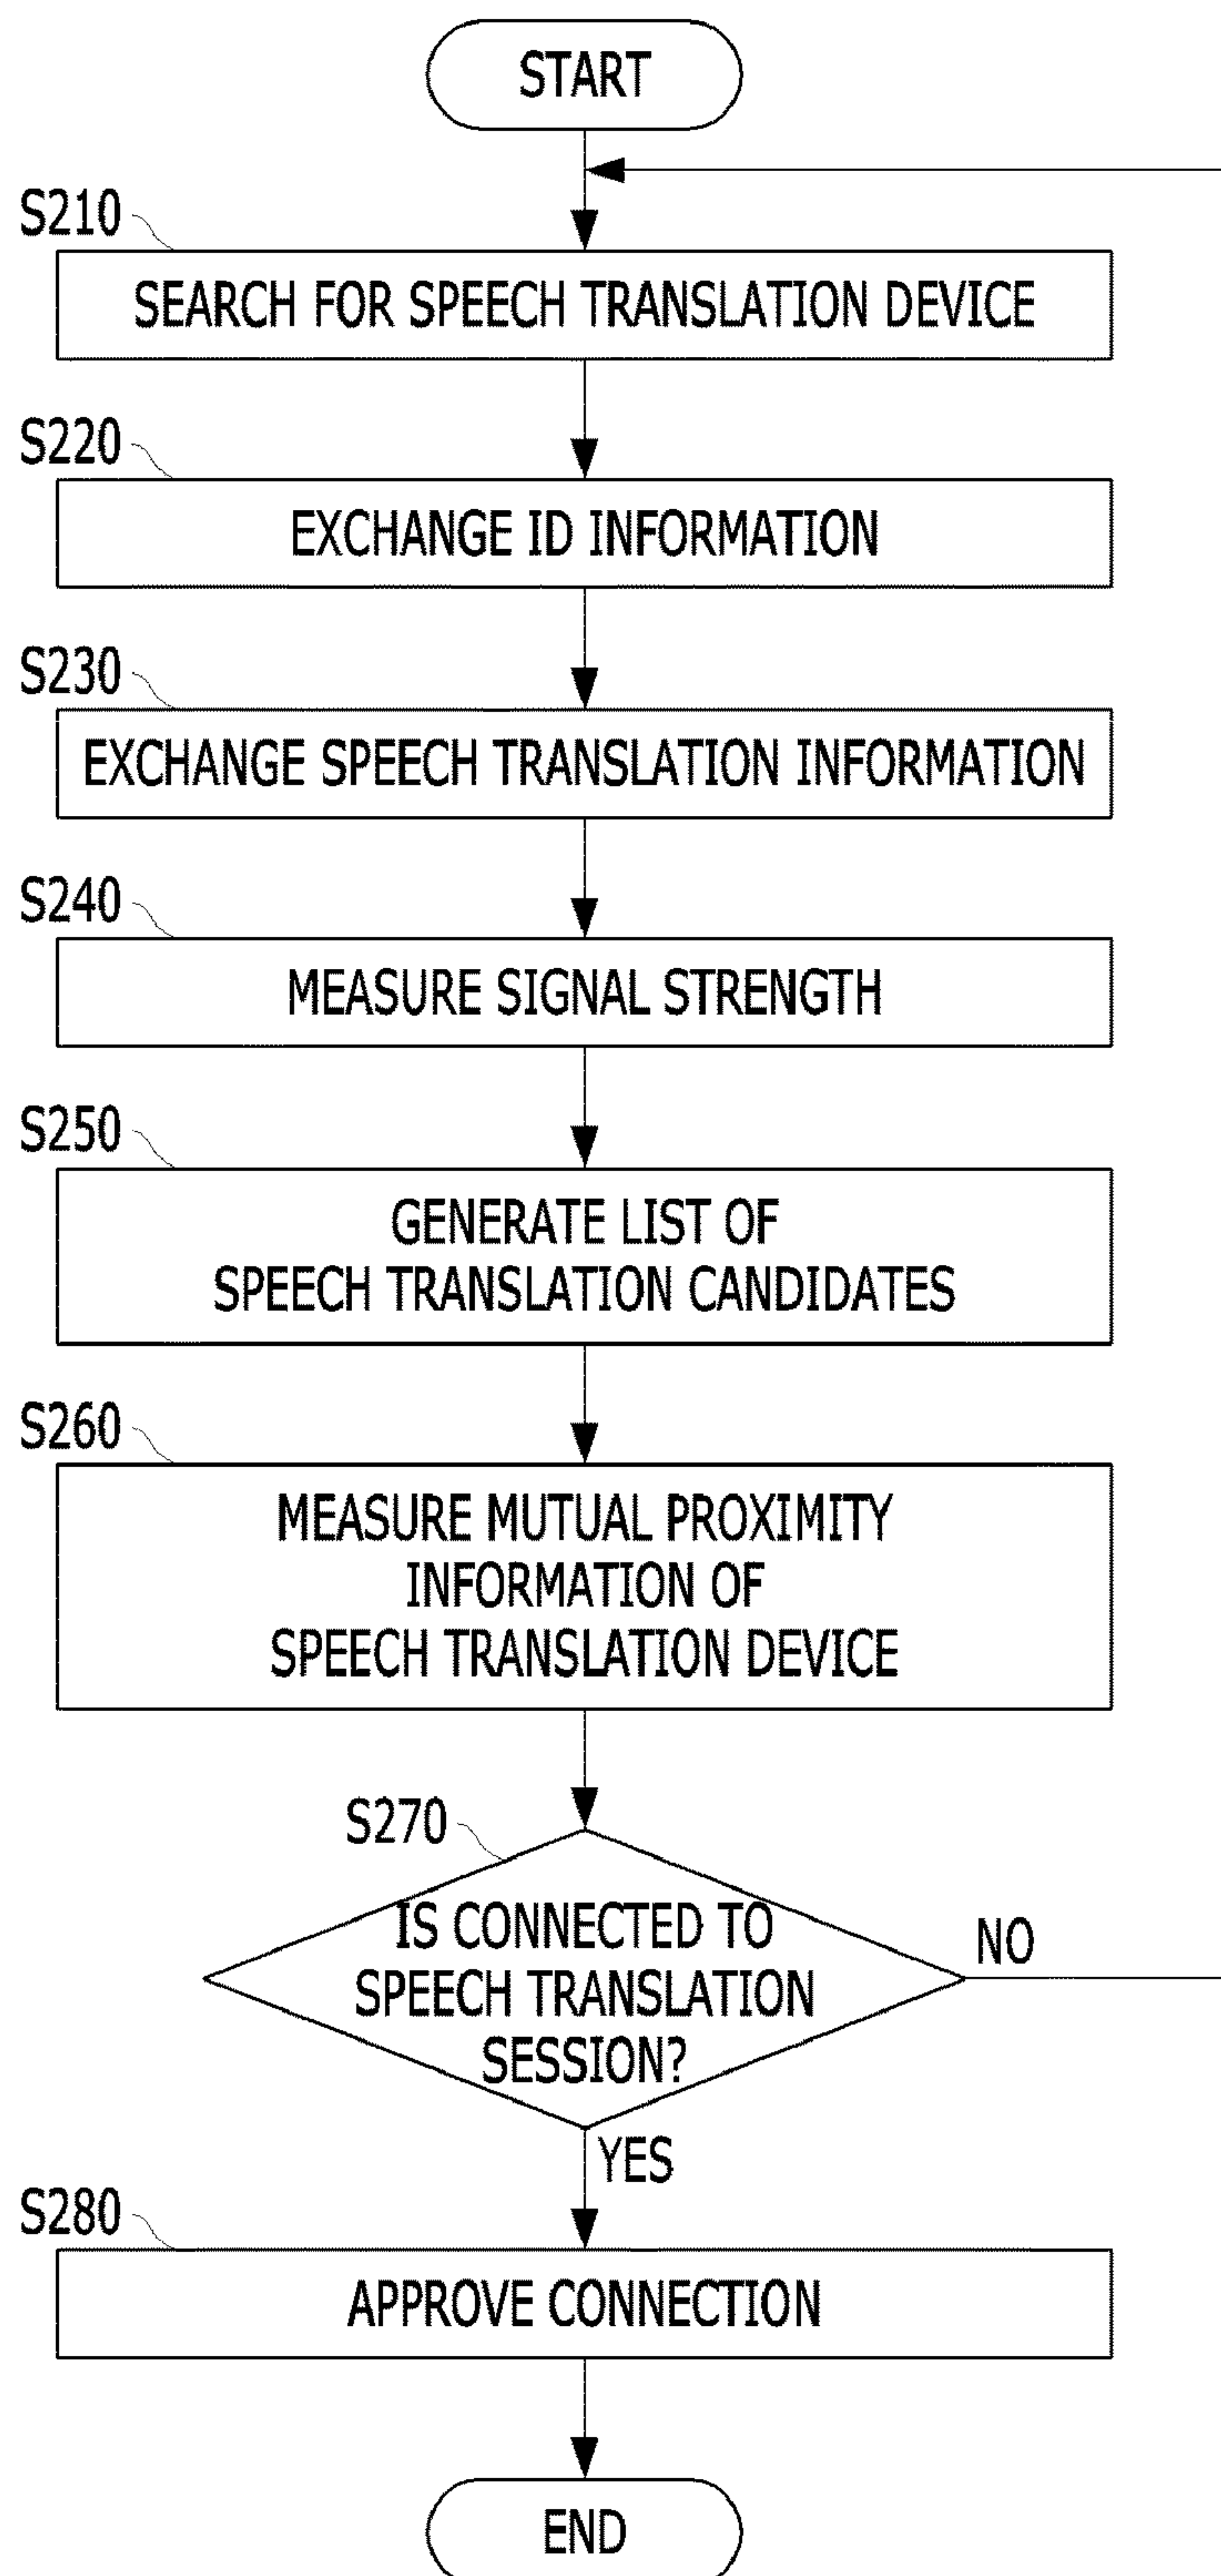 START
S210
SEARCH FOR SPEECH TRANSLATION DEVICE
S220
EXCHANGE ID INFORMATION
S230
EXCHANGE SPEECH TRANSLATION INFORMATION
S240
MEASURE SIGNAL STRENGTH
S250
GENERATE LIST OF
SPEECH TRANSLATION CANDIDATES
S260
MEASURE MUTUAL PROXIMITY
INFORMATION OF
SPEECH TRANSLATION DEVICE
S270
IS CONNECTED TO
SPEECH TRANSLATION
SESSION?
NO
YES
S280
APPROVE CONNECTION
END